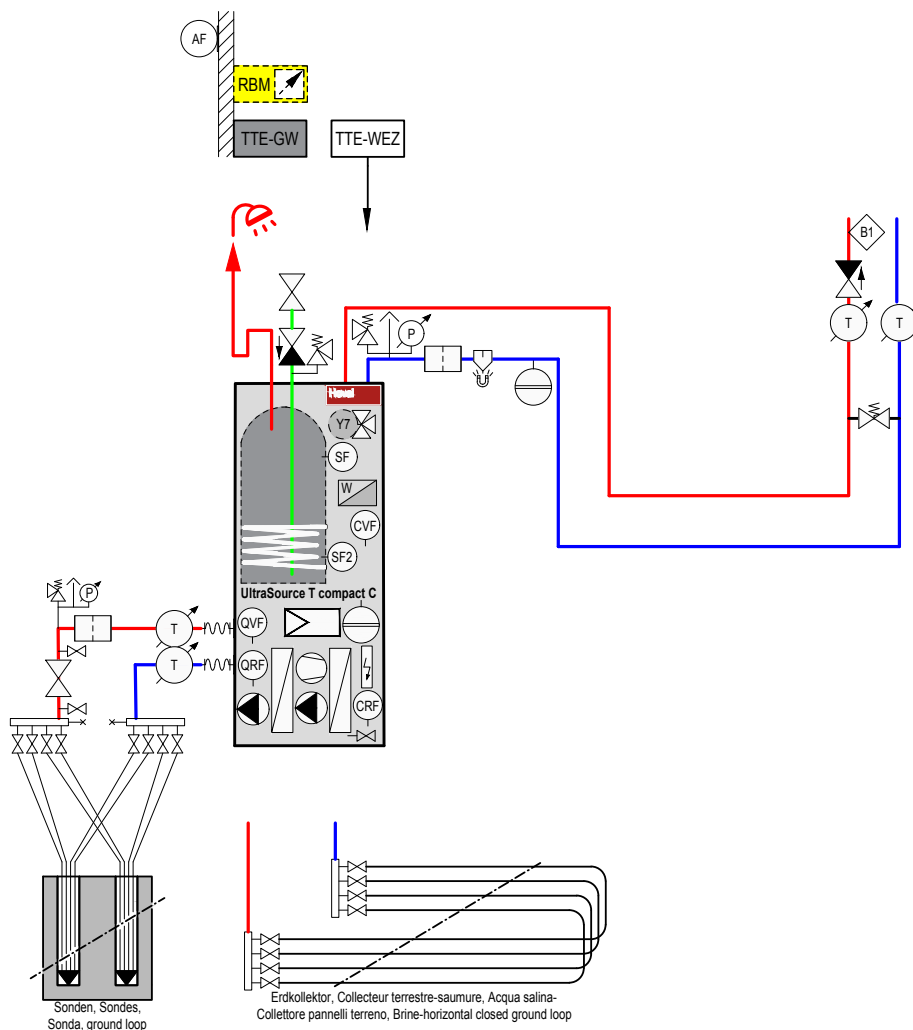 AF
RBM
TTE-GW
TTE-WEZ
B1
T
T
P
Hoval
Y7
SF
W
CVF
SF2
UltraSource T compact C
P
T
QVF
T
QRF
CRF
Sonden, Sondes,
Sonda, ground loop
Erdkollektor, Collecteur terrestre-saumure, Acqua salina-
Collettore pannelli terreno, Brine-horizontal closed ground loop